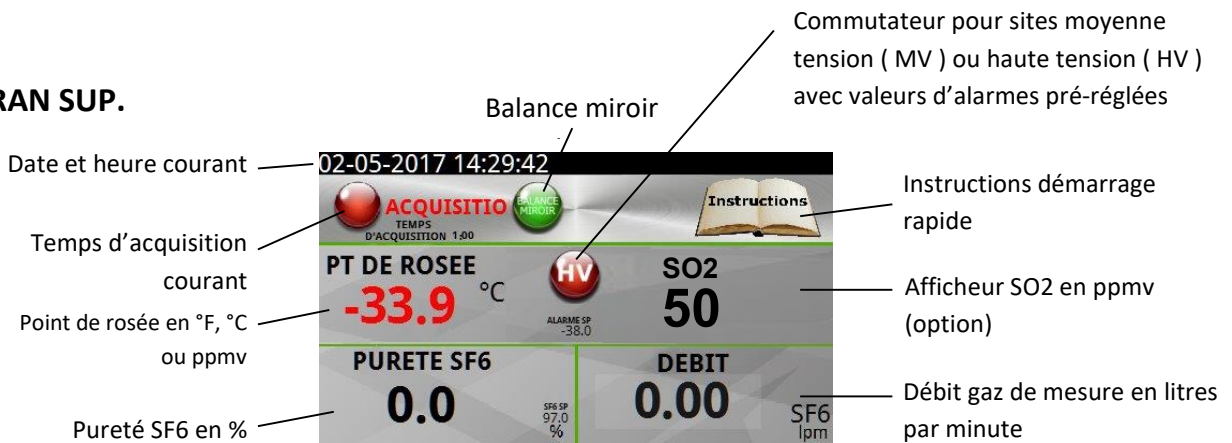 Commutateur pour sites moyenne
tension ( MV ) ou haute tension ( HV )
avec valeurs d’alarmes pré-réglées
RAN SUP.
Balance miroir
Date et heure courant
02-05-2017 14:29:42
ACQUISITIO
TEMPS
D'ACQUISITION 1:00
BALANCE
MIROIR
Instructions
Instructions démarrage
rapide
Temps d’acquisition
courant
PT DE ROSEE
-33.9 °C
HV
ALARME SP
-38.0
SO2
50
Afficheur SO2 en ppmv
(option)
Point de rosée en °F, °C
ou ppmv
PURETE SF6
0.0
SF6 SP
97.0
%
DEBIT
0.00
SF6
lpm
Débit gaz de mesure en litres
par minute
Pureté SF6 en %